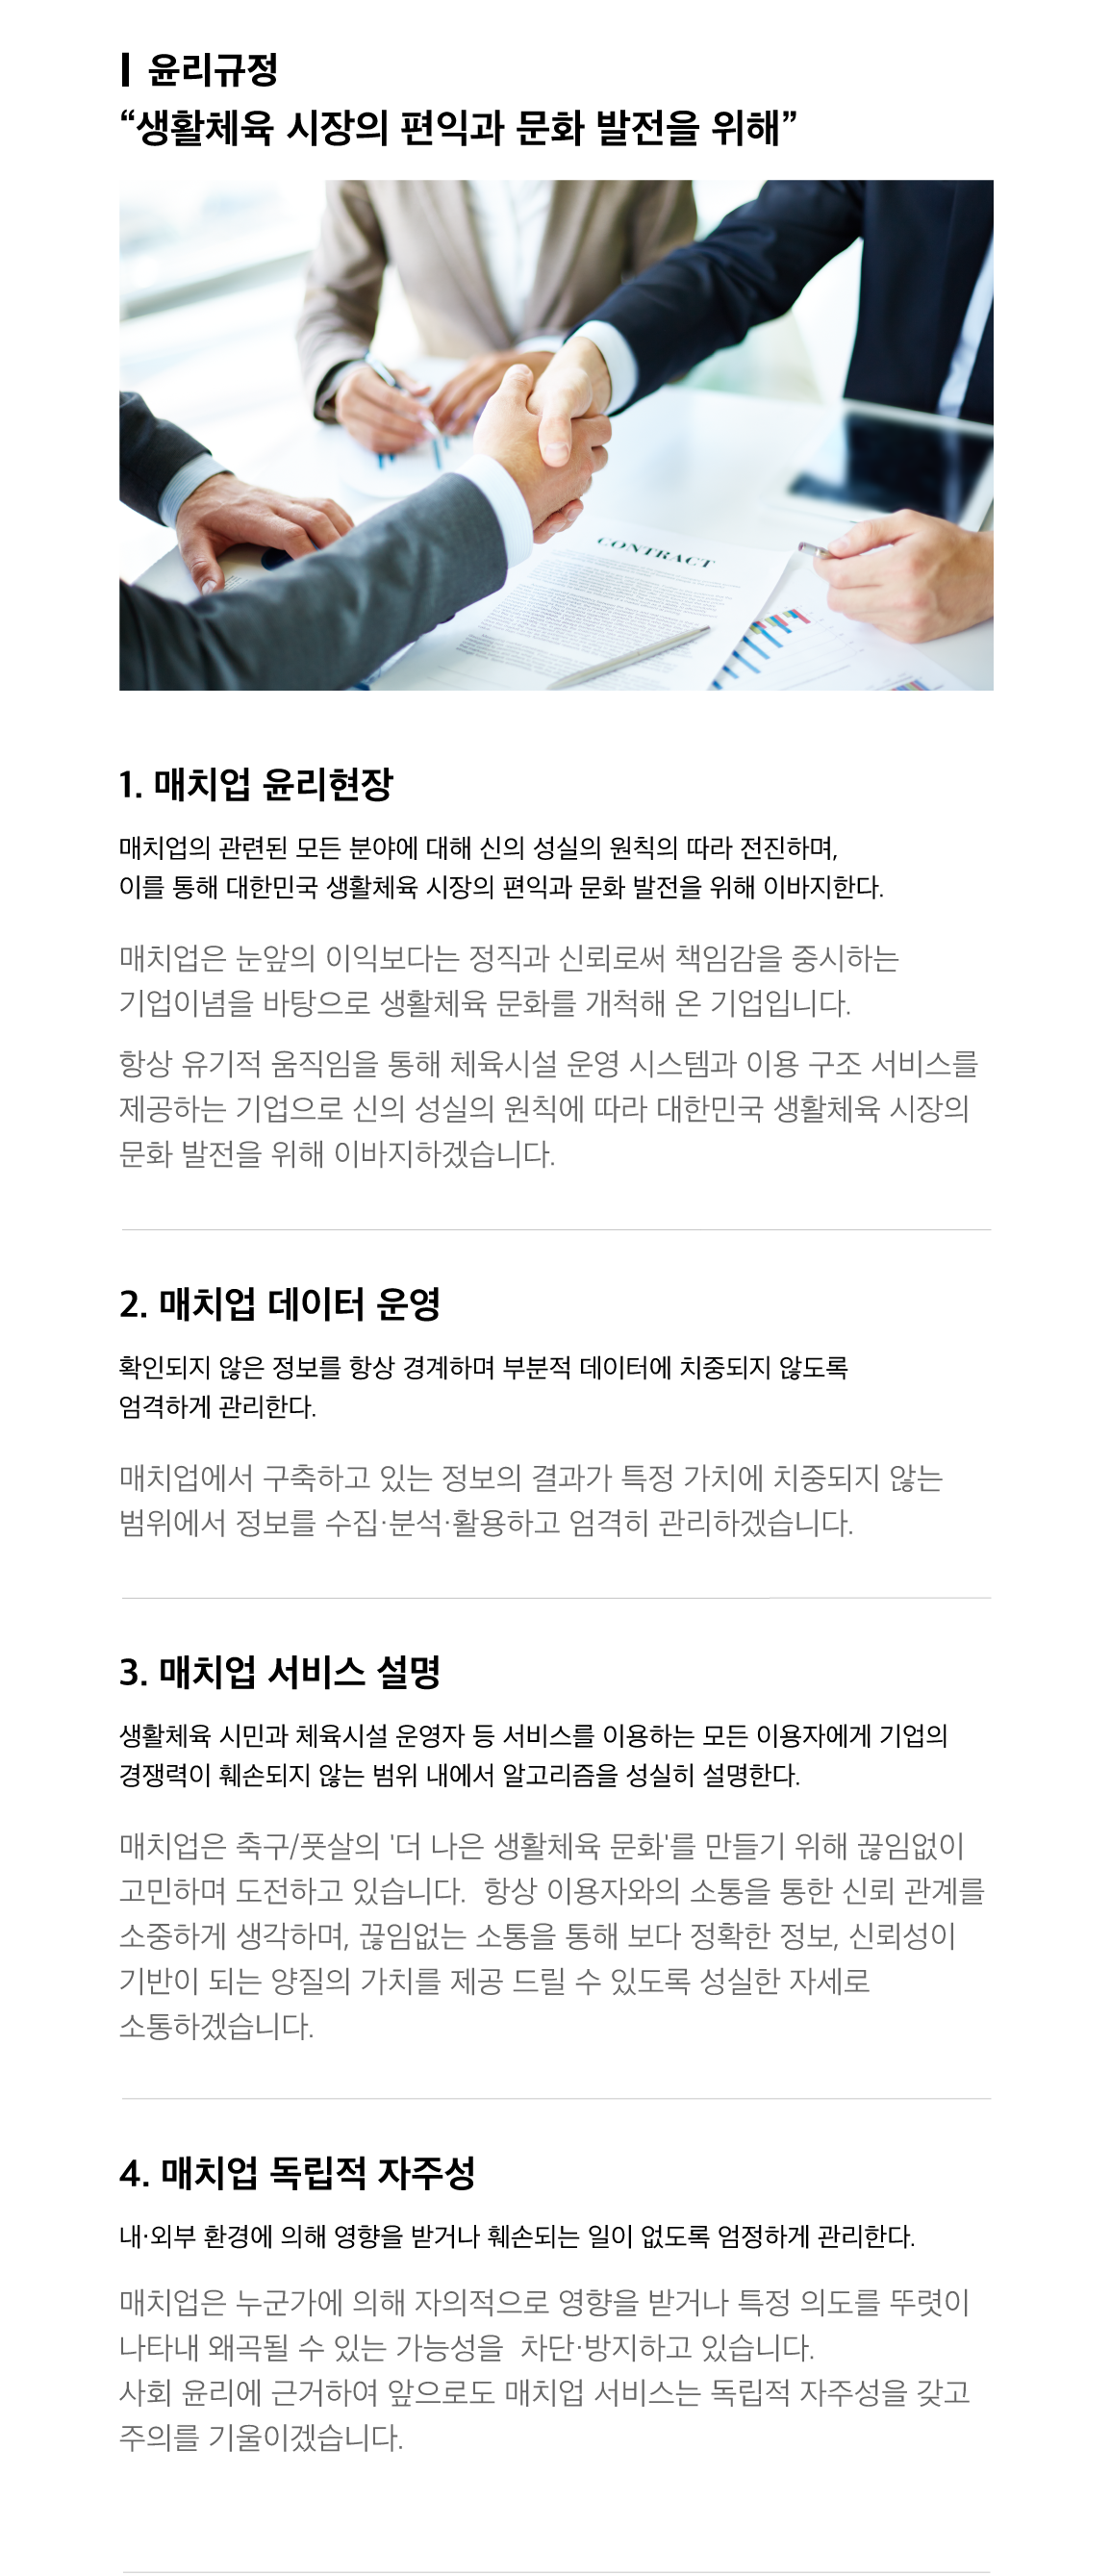 윤리규정
“생활체육 시장의 편익과 문화 발전을 위해”
CONTRACT
1. 매치업 윤리현장
매치업의 관련된 모든 분야에 대해 신의 성실의 원칙의 따라 전진하며,
이를 통해 대한민국 생활체육 시장의 편익과 문화 발전을 위해 이바지한다.
매치업은 눈앞의 이익보다는 정직과 신뢰로써 책임감을 중시하는
기업이념을 바탕으로 생활체육 문화를 개척해 온 기업입니다.
항상 유기적 움직임을 통해 체육시설 운영 시스템과 이용 구조 서비스를
제공하는 기업으로 신의 성실의 원칙에 따라 대한민국 생활체육 시장의
문화 발전을 위해 이바지하겠습니다.
2. 매치업 데이터 운영
확인되지 않은 정보를 항상 경계하며 부분적 데이터에 치중되지 않도록
엄격하게 관리한다.
매치업에서 구축하고 있는 정보의 결과가 특정 가치에 치중되지 않는
범위에서 정보를 수집·분석·활용하고 엄격히 관리하겠습니다.
3. 매치업 서비스 설명
생활체육 시민과 체육시설 운영자 등 서비스를 이용하는 모든 이용자에게 기업의
경쟁력이 훼손되지 않는 범위 내에서 알고리즘을 성실히 설명한다.
매치업은 축구/풋살의 '더 나은 생활체육 문화'를 만들기 위해 끊임없이
고민하며 도전하고 있습니다.  항상 이용자와의 소통을 통한 신뢰 관계를
소중하게 생각하며, 끊임없는 소통을 통해 보다 정확한 정보, 신뢰성이
기반이 되는 양질의 가치를 제공 드릴 수 있도록 성실한 자세로
소통하겠습니다.
4. 매치업 독립적 자주성
내·외부 환경에 의해 영향을 받거나 훼손되는 일이 없도록 엄정하게 관리한다.
매치업은 누군가에 의해 자의적으로 영향을 받거나 특정 의도를 뚜렷이
나타내 왜곡될 수 있는 가능성을  차단·방지하고 있습니다.
사회 윤리에 근거하여 앞으로도 매치업 서비스는 독립적 자주성을 갖고
주의를 기울이겠습니다.